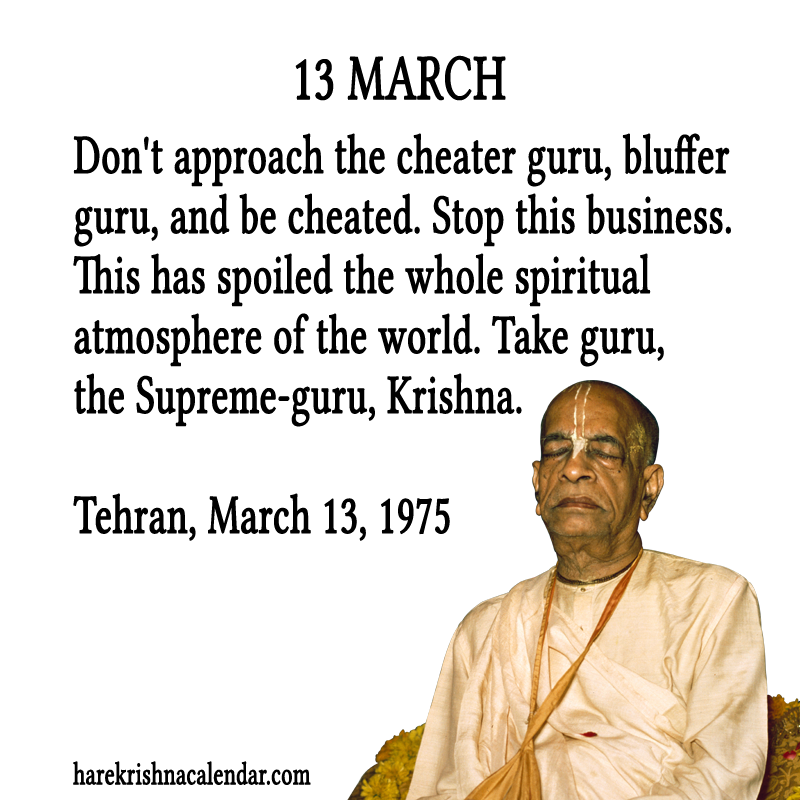 13 MARCH
Don't approach the cheater guru, bluffer
guru, and be cheated. Stop this business.
This has spoiled the whole spiritual
atmosphere of the world. Take guru,
the Supreme-guru, Krishna.
Tehran, March 13, 1975
harekrishnacalendar.com